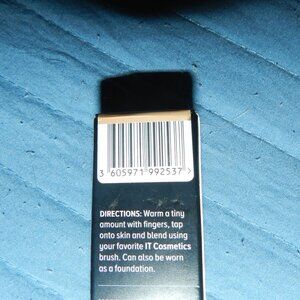 3 605971 992537 >
DIRECTIONS: Warm a tiny
amount with fingers, tap
onto skin and blend using
your favorite IT Cosmetics
brush. Can also be worn
as a foundation.